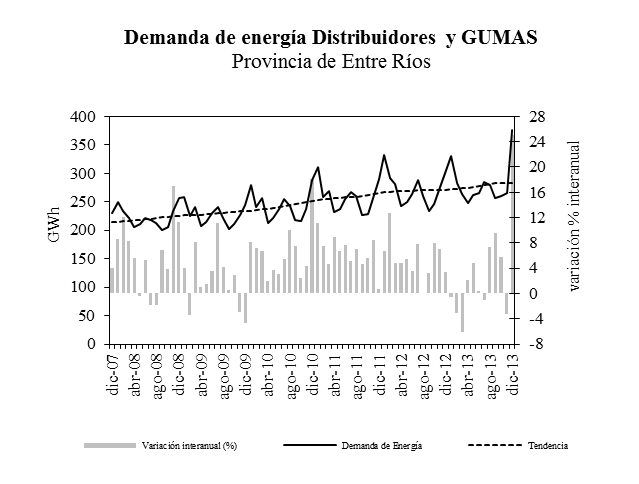 Demanda de energía Distribuidores y GUMAS
Provincia de Entre Ríos
400
350
300
250
200
150
100
50
0
GWh
28
24
20
16
12
8
4
0
-4
-8
variación % interanual
dic-07
abr-08
ago-08
dic-08
abr-09
ago-09
dic-09
abr-10
ago-10
dic-10
abr-11
ago-11
dic-11
abr-12
ago-12
dic-12
abr-13
ago-13
dic-13
Variación interanual (%)
Demanda de Energía
Tendencia